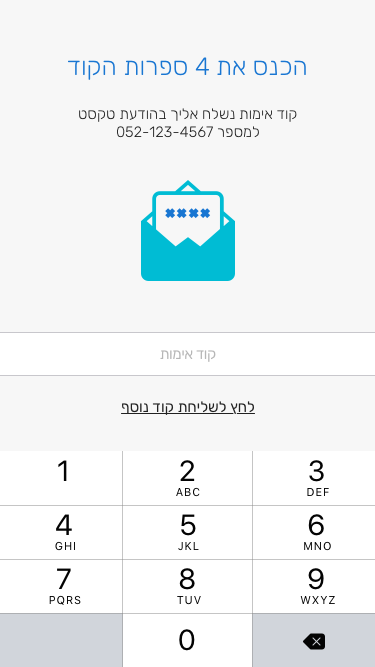 הכנס את 4 ספרות הקוד
קוד אימות נשלח אליך בהודעת טקסט
למספר 052-123-4567
קוד אימות
לחץ לשליחת קוד נוסף
1 2 3
ABC DEF
4 5 6
GHI JKL MNO
7 8 9
PQRS TUV WXYZ
0